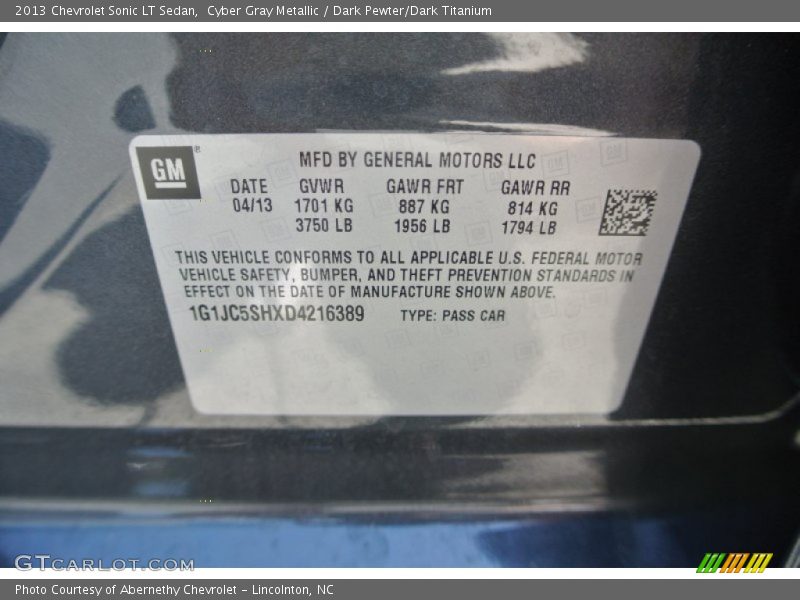 2013 Chevrolet Sonic LT Sedan,  Cyber Gray Metallic / Dark Pewter/Dark Titanium
GM ®
MFD BY GENERAL MOTORS LLC
DATE GVWR GAWR FRT GAWR RR
04/13 1701 KG 887 KG 814 KG
3750 LB 1956 LB 1794 LB
THIS VEHICLE CONFORMS TO ALL APPLICABLE U.S. FEDERAL MOTOR
VEHICLE SAFETY, BUMPER, AND THEFT PREVENTION STANDARDS IN
EFFECT ON THE DATE OF MANUFACTURE SHOWN ABOVE.
1G1JC5SHXD4216389 TYPE: PASS CAR
GTCARLOT.COM
Photo Courtesy of Abernethy Chevrolet – Lincolnton, NC